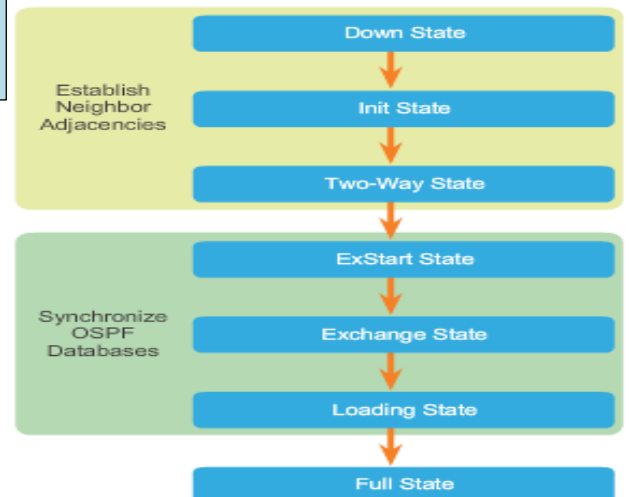 Down State
Establish
Neighbor
Adjacencies
Init State
Two-Way State
ExStart State
Synchronize
OSPF
Databases
Exchange State
Loading State
Full State